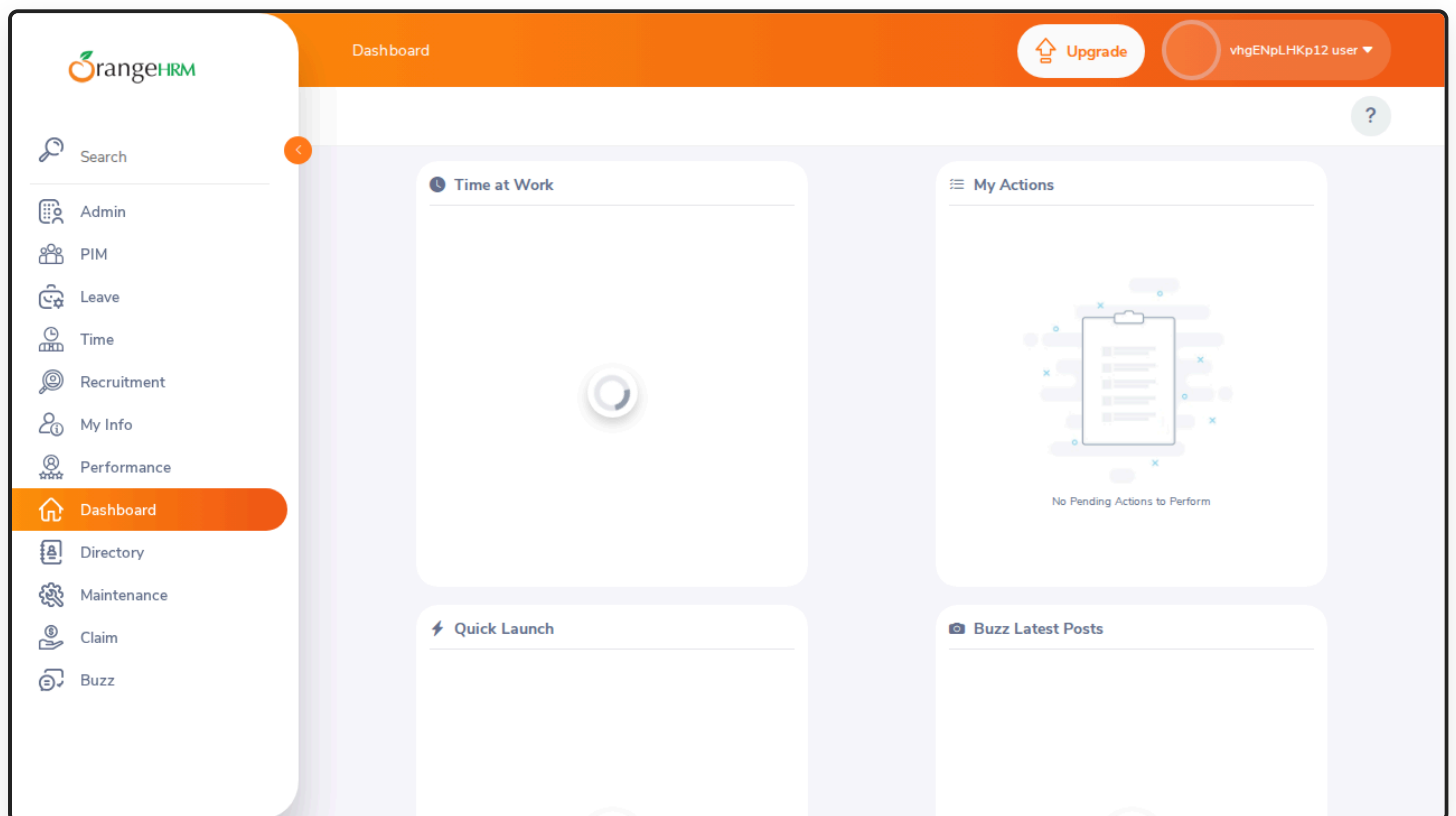 OrangeHRM
Dashboard
Upgrade
vhgENpLHKp12 user
?
Search
Admin
PIM
Leave
Time
Recruitment
My Info
Performance
Dashboard
Directory
Maintenance
Claim
Buzz
Time at Work
My Actions
No Pending Actions to Perform
Quick Launch
Buzz Latest Posts